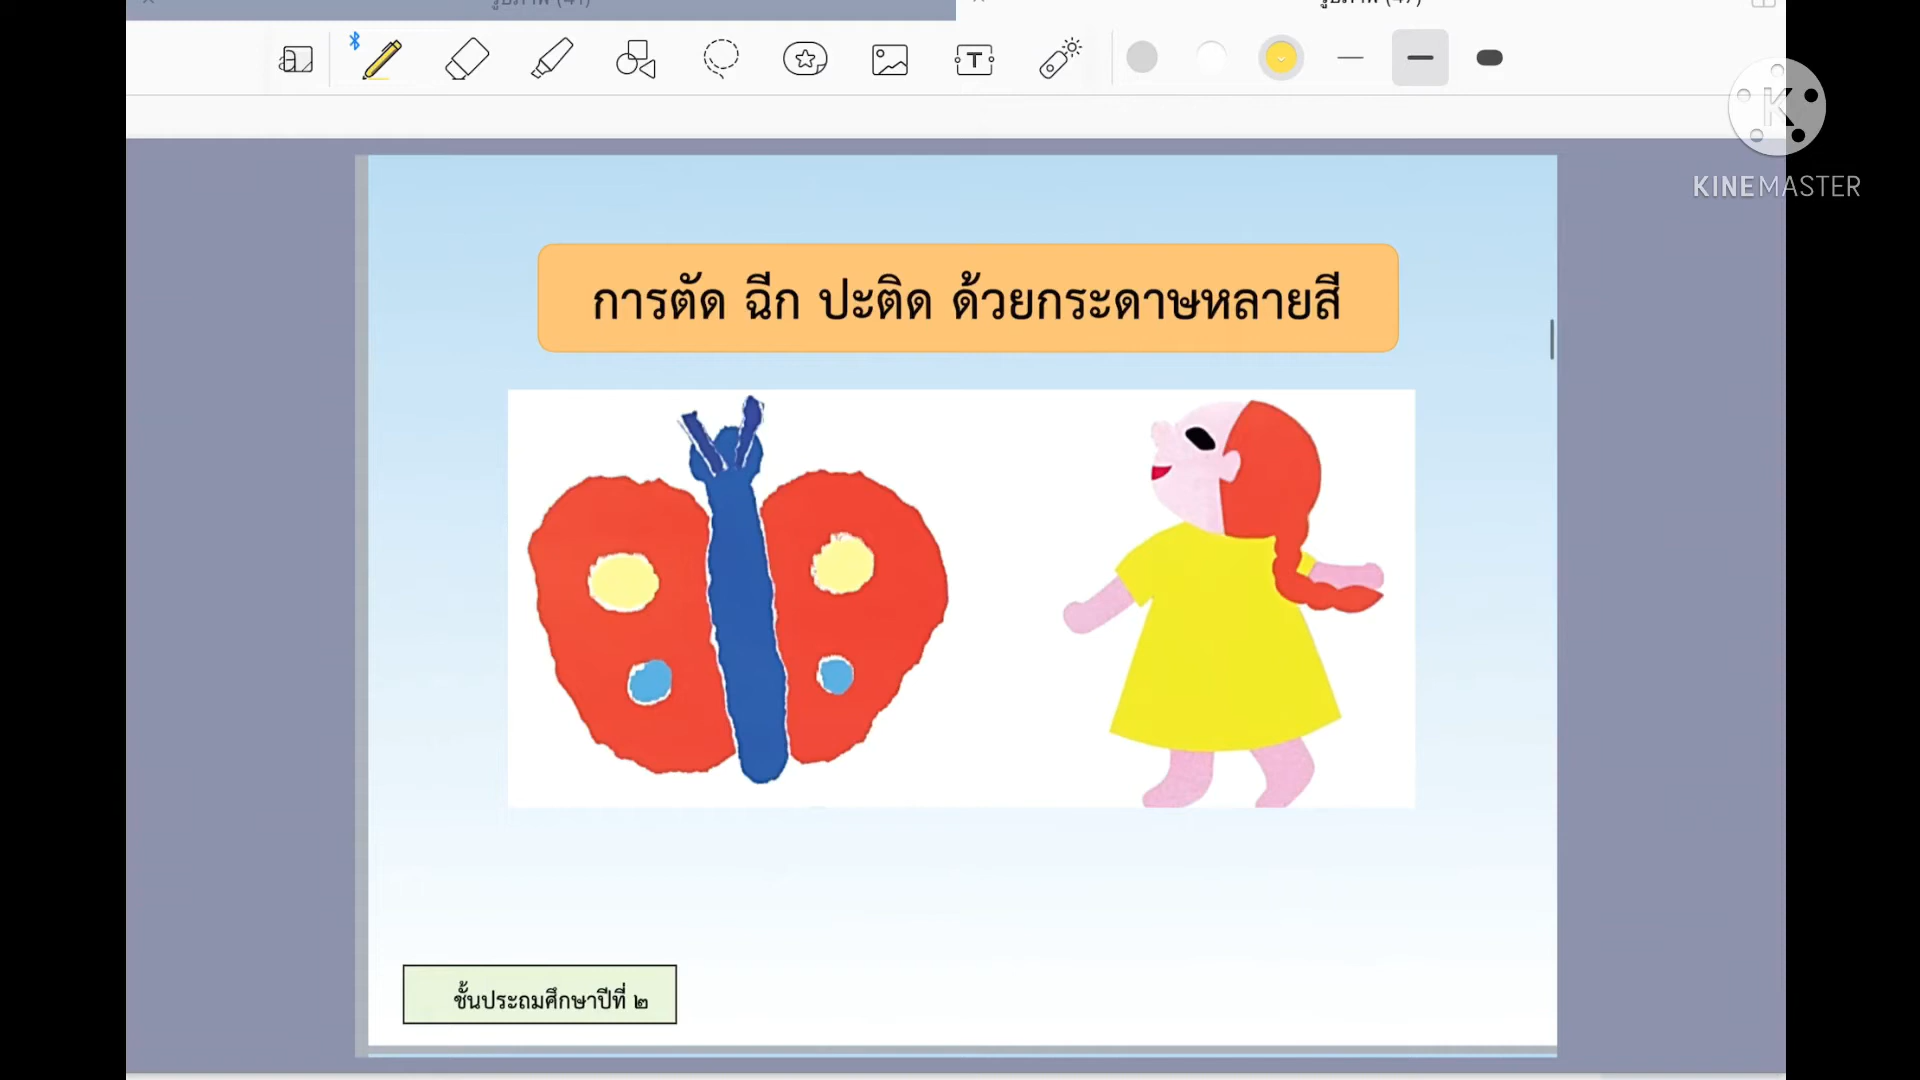 KINEMASTER
การตัด ฉีก ปะติด ด้วยกระดาษหลายสี
ชั้นประถมศึกษาปีที่ ๒